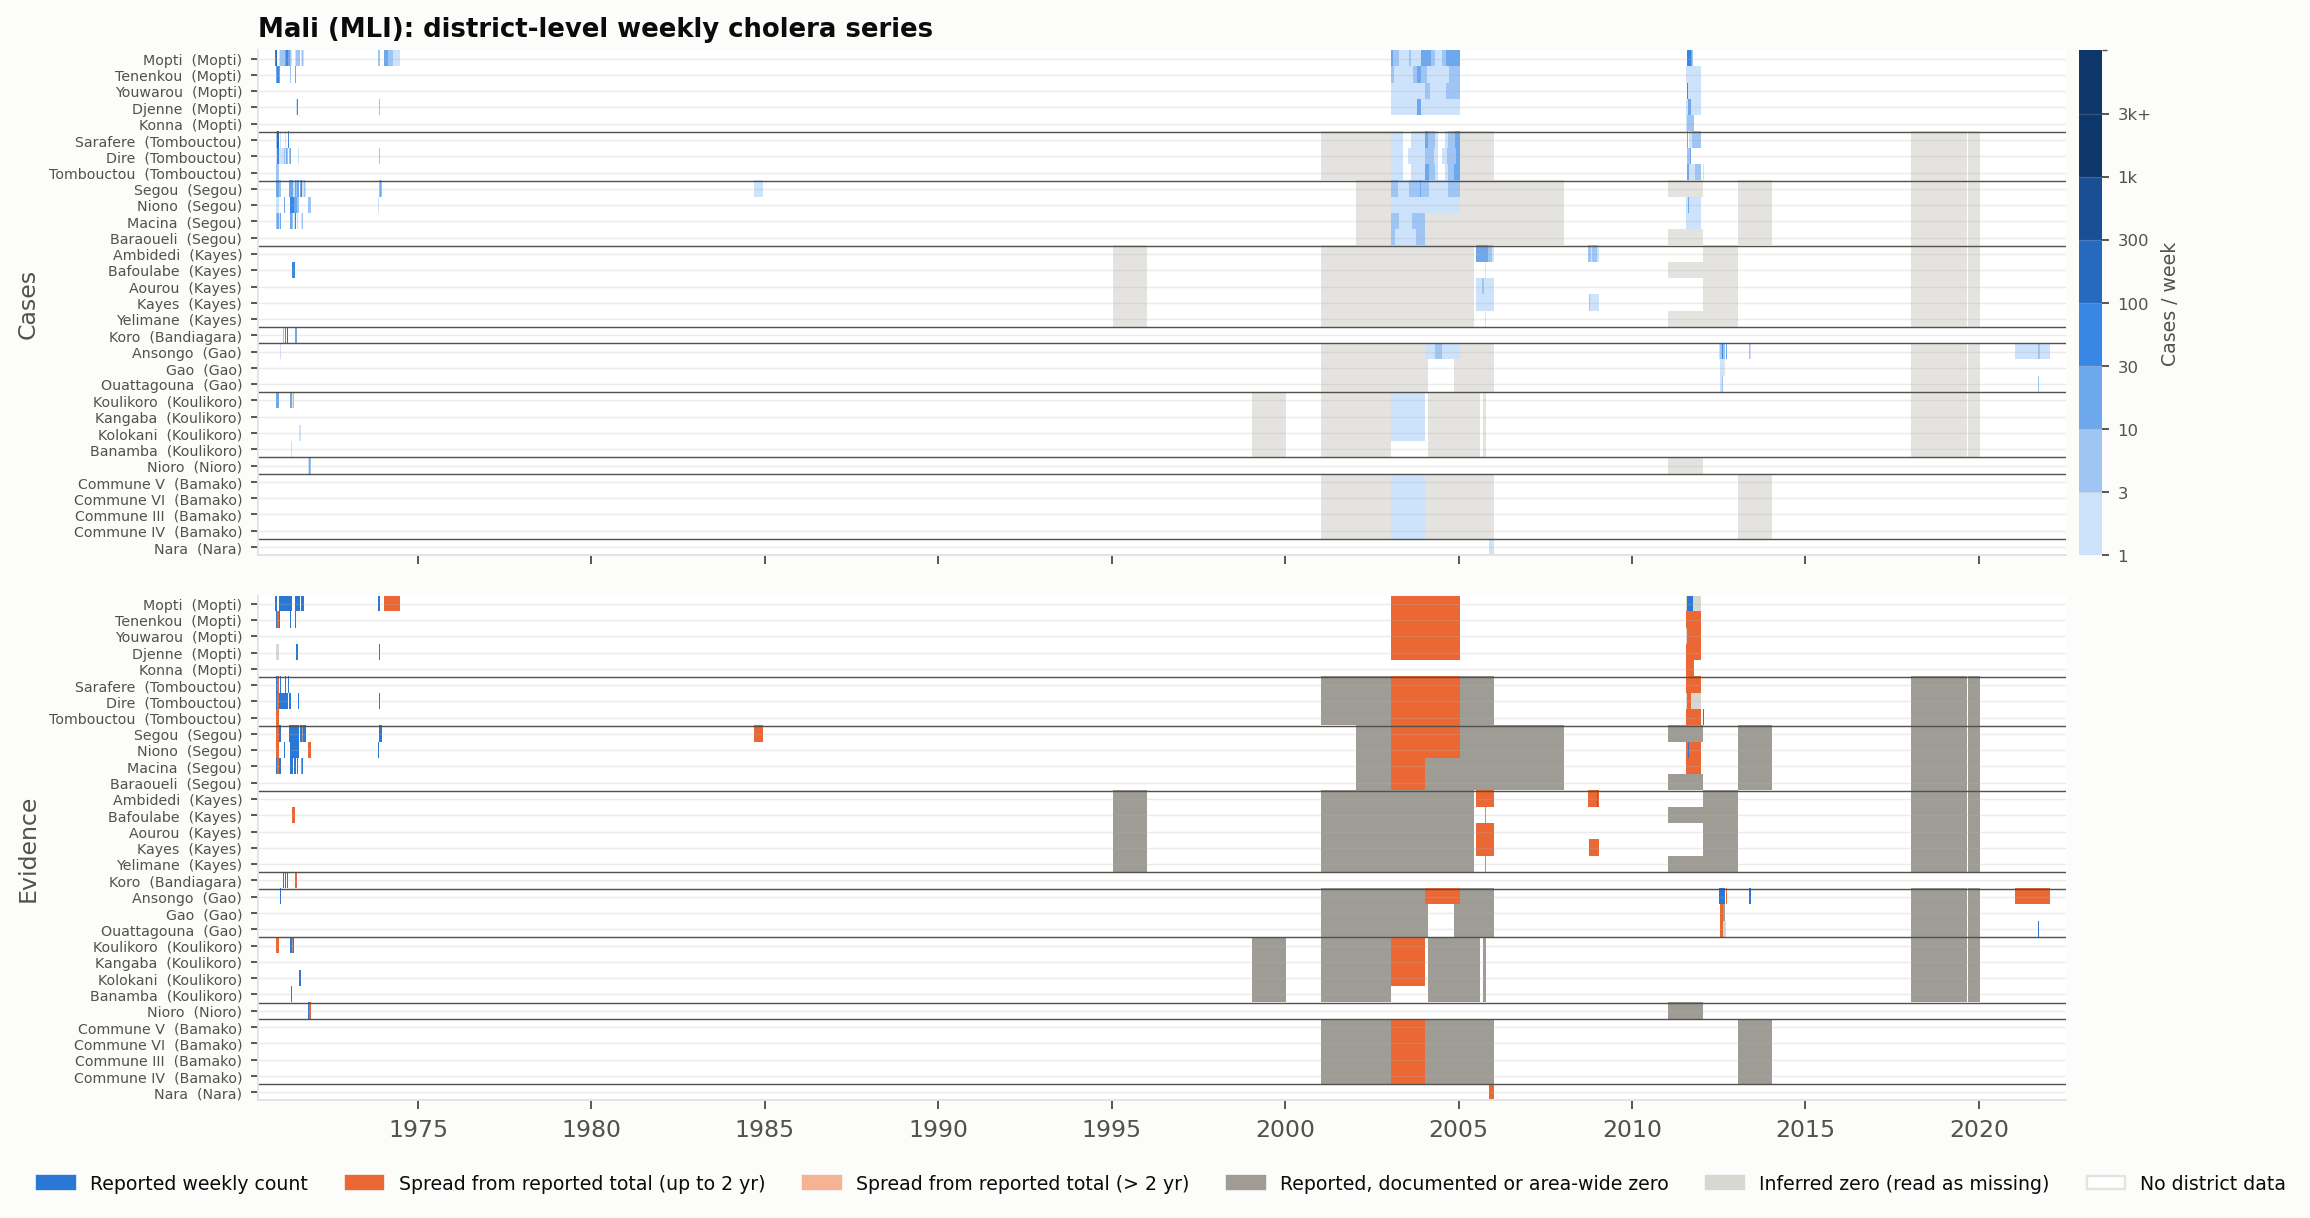 Mali (MLI): district-level weekly cholera series
Cases
Mopti (Mopti)
Tenenkou (Mopti)
Youwarou (Mopti)
Djenne (Mopti)
Konna (Mopti)
Sarafere (Tombouctou)
Dire (Tombouctou)
Tombouctou (Tombouctou)
Segou (Segou)
Niono (Segou)
Macina (Segou)
Baraoueli (Segou)
Ambidedi (Kayes)
Bafoulabe (Kayes)
Aourou (Kayes)
Kayes (Kayes)
Yelimane (Kayes)
Koro (Bandiagara)
Ansongo (Gao)
Gao (Gao)
Ouattagouna (Gao)
Koulikoro (Koulikoro)
Kangaba (Koulikoro)
Kolokani (Koulikoro)
Banamba (Koulikoro)
Nioro (Nioro)
Commune V (Bamako)
Commune VI (Bamako)
Commune III (Bamako)
Commune IV (Bamako)
Nara (Nara)
3k+
1k
300
100
30
10
3
1
Cases / week
Evidence
Mopti (Mopti)
Tenenkou (Mopti)
Youwarou (Mopti)
Djenne (Mopti)
Konna (Mopti)
Sarafere (Tombouctou)
Dire (Tombouctou)
Tombouctou (Tombouctou)
Segou (Segou)
Niono (Segou)
Macina (Segou)
Baraoueli (Segou)
Ambidedi (Kayes)
Bafoulabe (Kayes)
Aourou (Kayes)
Kayes (Kayes)
Yelimane (Kayes)
Koro (Bandiagara)
Ansongo (Gao)
Gao (Gao)
Ouattagouna (Gao)
Koulikoro (Koulikoro)
Kangaba (Koulikoro)
Kolokani (Koulikoro)
Banamba (Koulikoro)
Nioro (Nioro)
Commune V (Bamako)
Commune VI (Bamako)
Commune III (Bamako)
Commune IV (Bamako)
Nara (Nara)
1975 1980 1985 1990 1995 2000 2005 2010 2015 2020
Reported weekly count Spread from reported total (up to 2 yr) Spread from reported total (> 2 yr) Reported, documented or area-wide zero Inferred zero (read as missing) No district data